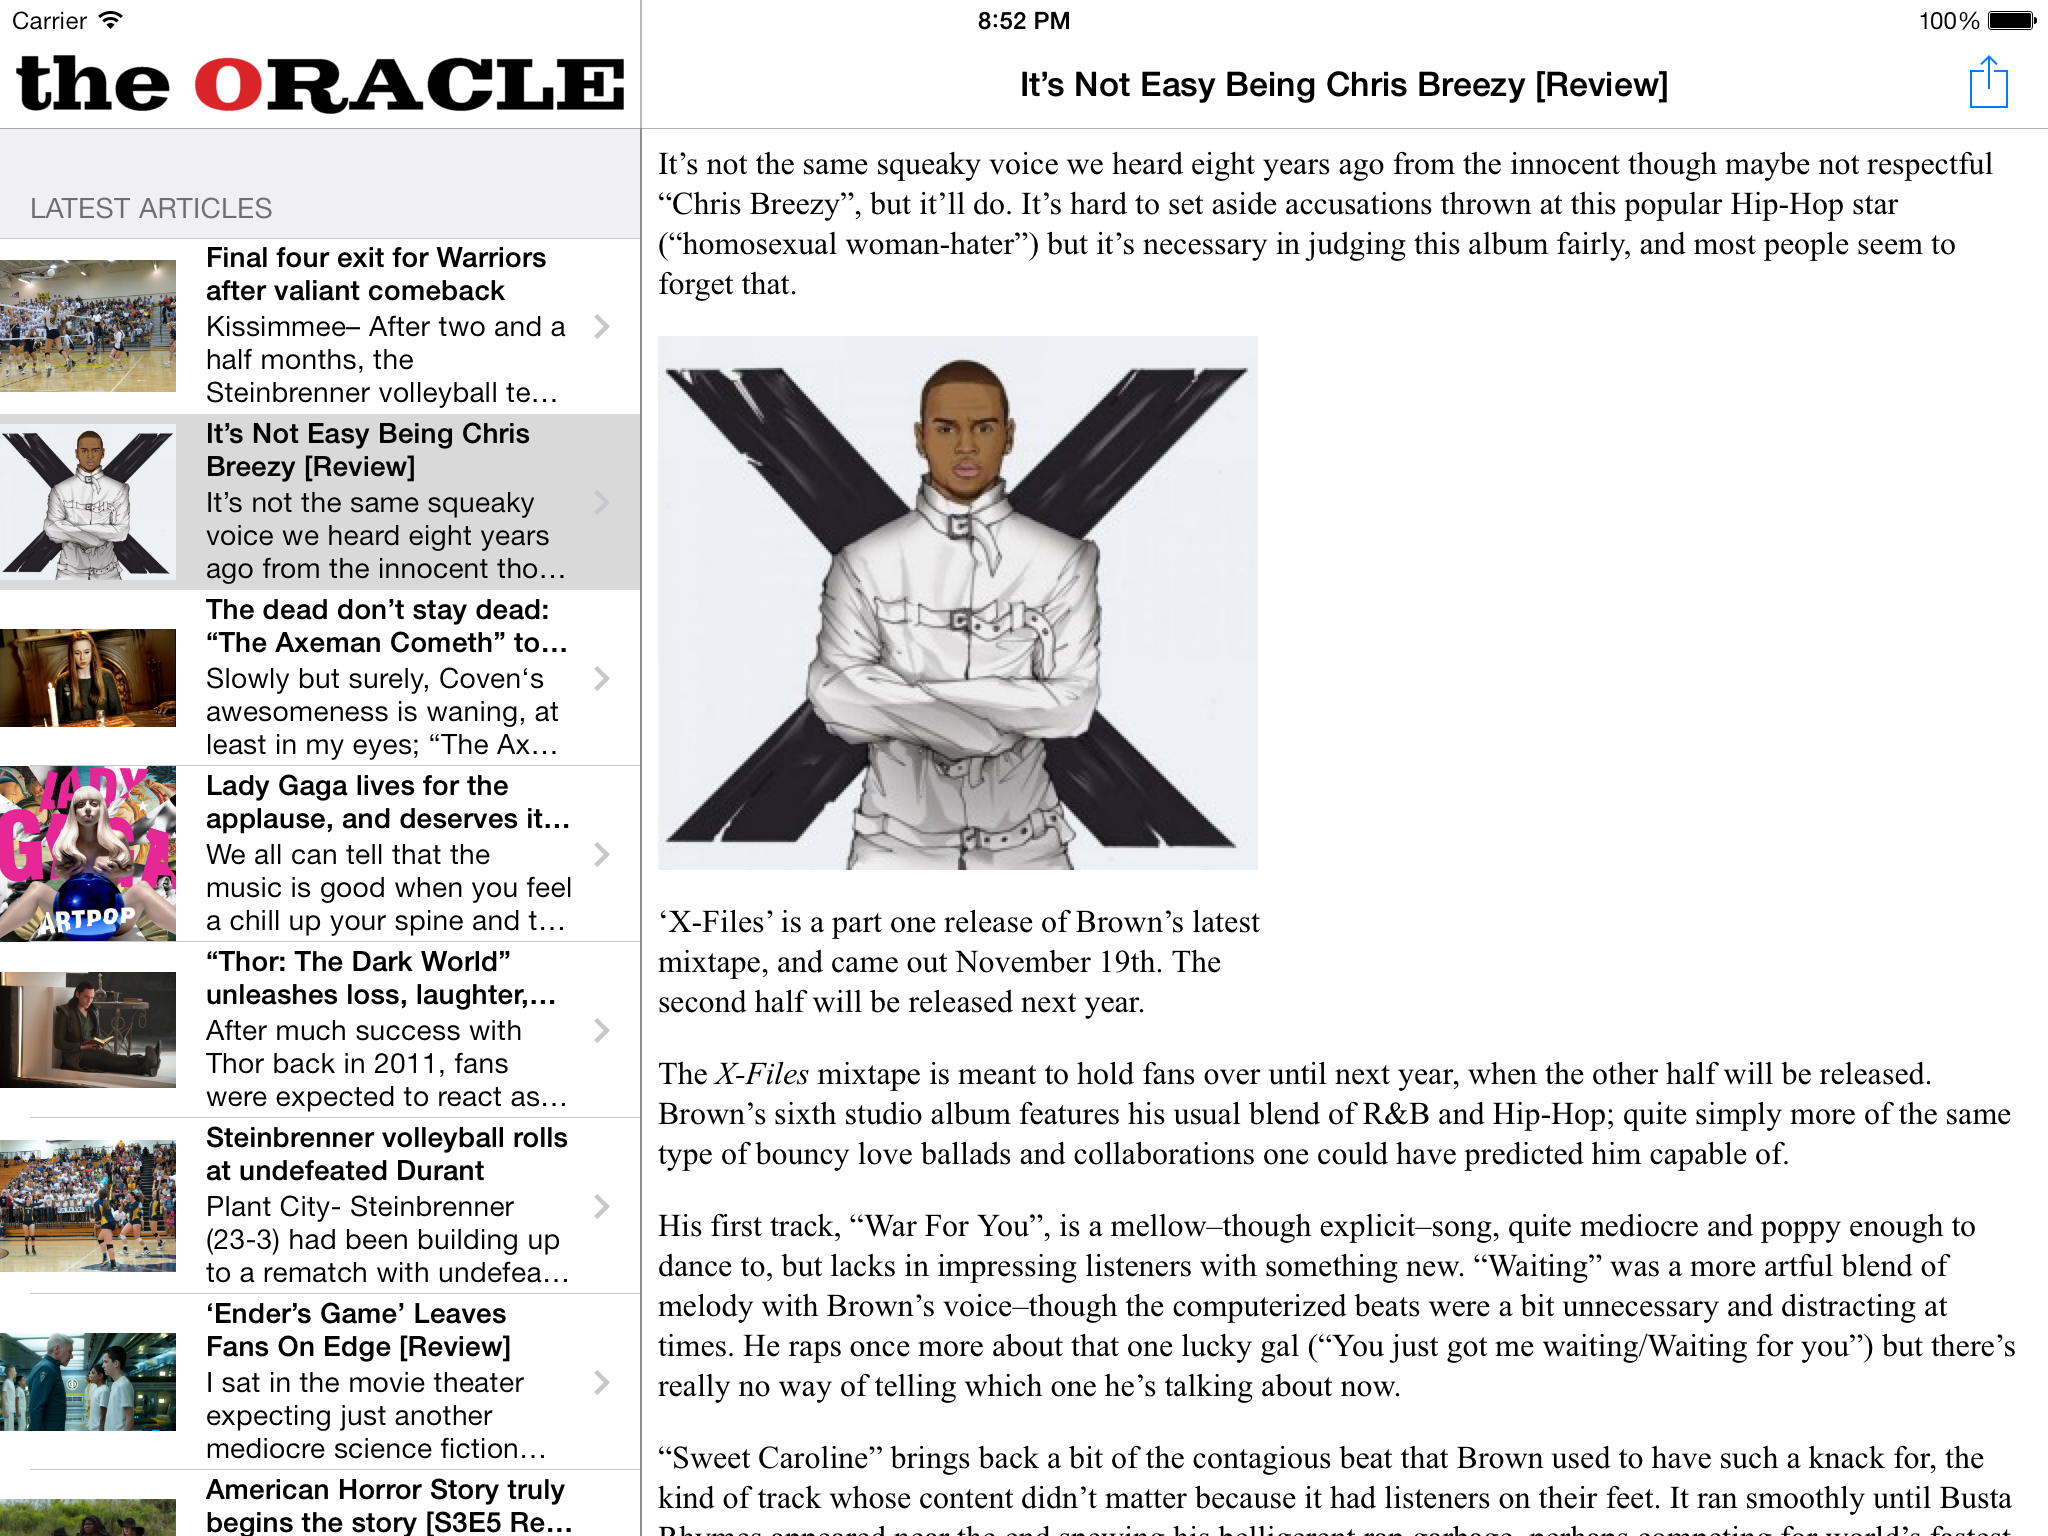 Carrier
8:52 PM
100%
the ORACLE
It’s Not Easy Being Chris Breezy [Review]
LATEST ARTICLES
Final four exit for Warriors
after valiant comeback
Kissimmee– After two and a
half months, the
Steinbrenner volleyball te…
It’s Not Easy Being Chris
Breezy [Review]
It’s not the same squeaky
voice we heard eight years
ago from the innocent tho…
The dead don’t stay dead:
“The Axeman Cometh” to…
Slowly but surely, Coven‘s
awesomeness is waning, at
least in my eyes; “The Ax…
LADY
GAGA
ARTPOP
Lady Gaga lives for the
applause, and deserves it…
We all can tell that the
music is good when you feel
a chill up your spine and t…
“Thor: The Dark World”
unleashes loss, laughter,…
After much success with
Thor back in 2011, fans
were expected to react as…
Steinbrenner volleyball rolls
at undefeated Durant
Plant City- Steinbrenner
(23-3) had been building up
to a rematch with undefea…
‘Ender’s Game’ Leaves
Fans On Edge [Review]
I sat in the movie theater
expecting just another
mediocre science fiction…
American Horror Story truly
begins the story [S3E5 Re…
It’s not the same squeaky voice we heard eight years ago from the innocent though maybe not respectful
“Chris Breezy”, but it’ll do. It’s hard to set aside accusations thrown at this popular Hip-Hop star
(“homosexual woman-hater”) but it’s necessary in judging this album fairly, and most people seem to
forget that.
X
‘X-Files’ is a part one release of Brown’s latest
mixtape, and came out November 19th. The
second half will be released next year.
The X-Files mixtape is meant to hold fans over until next year, when the other half will be released.
Brown’s sixth studio album features his usual blend of R&B and Hip-Hop; quite simply more of the same
type of bouncy love ballads and collaborations one could have predicted him capable of.
His first track, “War For You”, is a mellow–though explicit–song, quite mediocre and poppy enough to
dance to, but lacks in impressing listeners with something new. “Waiting” was a more artful blend of
melody with Brown’s voice–though the computerized beats were a bit unnecessary and distracting at
times. He raps once more about that one lucky gal (“You just got me waiting/Waiting for you”) but there’s
really no way of telling which one he’s talking about now.
“Sweet Caroline” brings back a bit of the contagious beat that Brown used to have such a knack for, the
kind of track whose content didn’t matter because it had listeners on their feet. It ran smoothly until Busta
Rhymes appeared near the end spewing his belligerent rap garbage, perhaps competing for world’s fastest